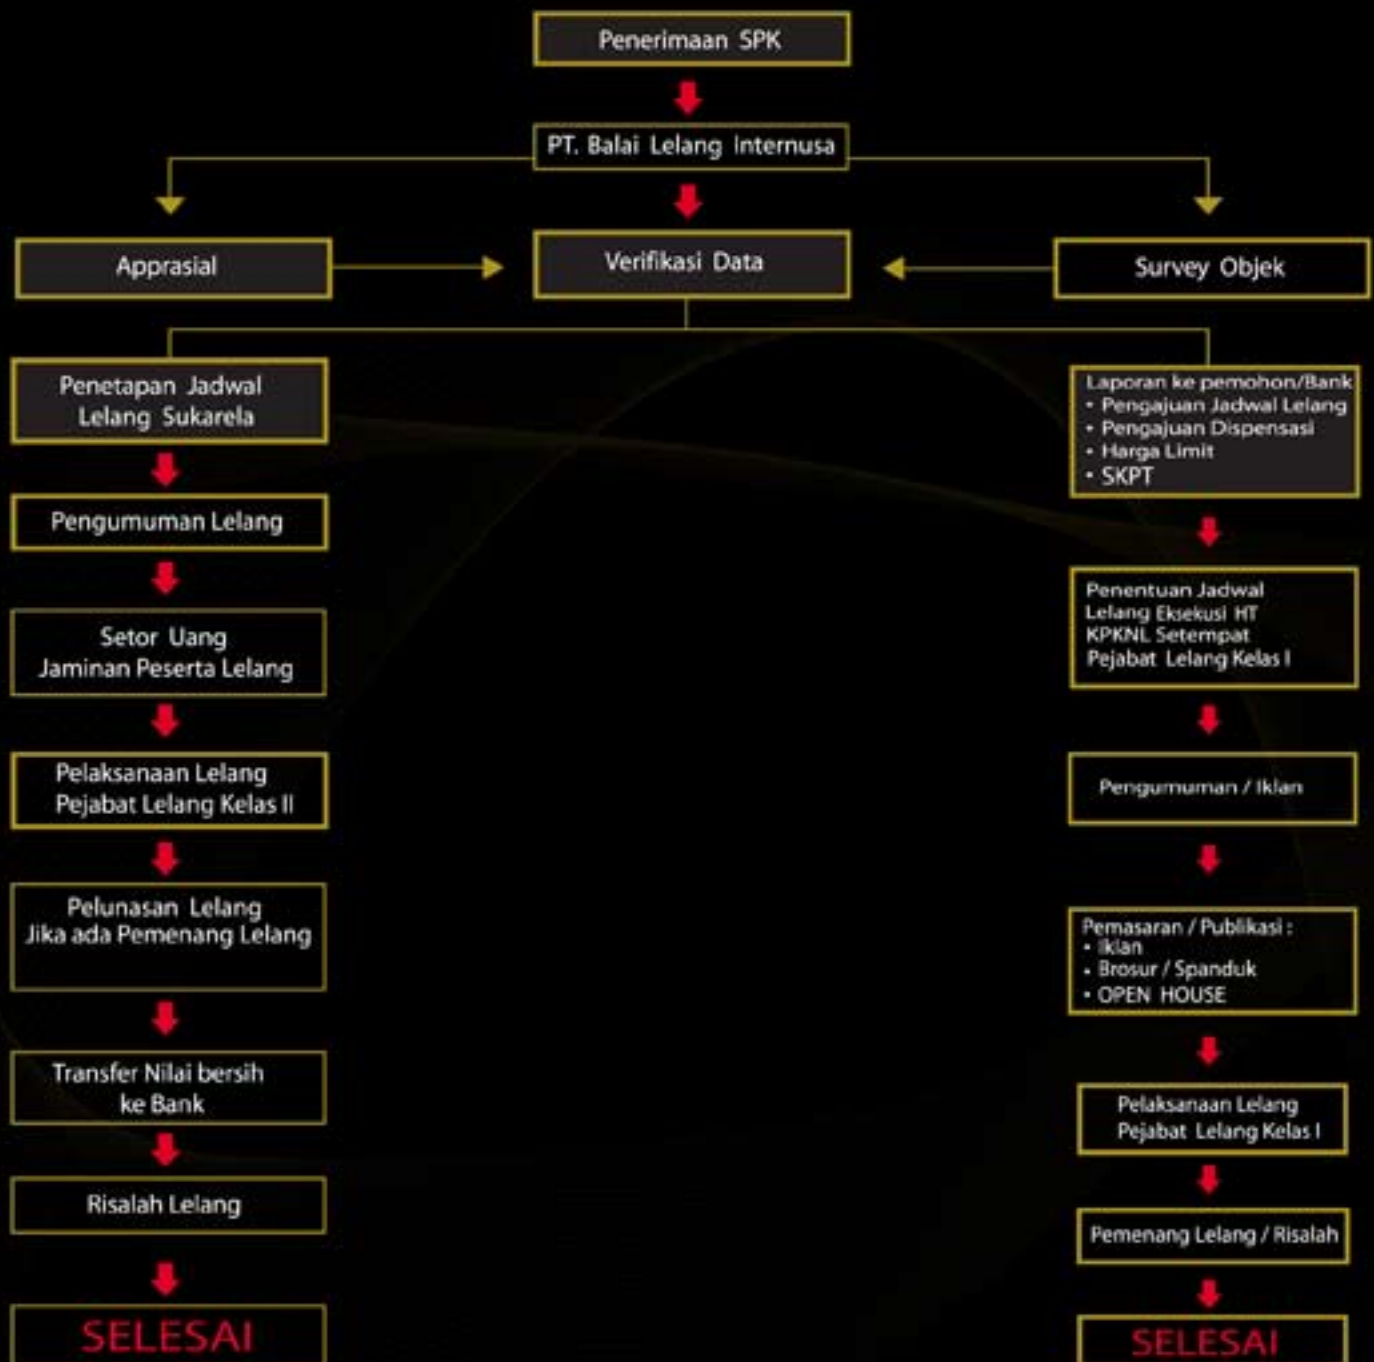 Penerimaan SPK
PT. Balai Lelang Internusa
Apprasial
Verifikasi Data
Survey Objek
Penetapan Jadwal
Lelang Sukarela
Pengumuman Lelang
Setor Uang
Jaminan Peserta Lelang
Pelaksanaan Lelang
Pejabat Lelang Kelas II
Pelunasan Lelang
Jika ada Pemenang Lelang
Transfer Nilai bersih
ke Bank
Risalah Lelang
SELESAI
Laporan ke pemohon/Bank
• Pengajuan Jadwal Lelang
• Pengajuan Dispensasi
• Harga Limit
• SKPT
Penentuan Jadwal
Lelang Eksekusi HT
KPKNL Setempat
Pejabat Lelang Kelas I
Pengumuman / Iklan
Pemasaran / Publikasi :
• Iklan
• Brosur / Spanduk
• OPEN HOUSE
Pelaksanaan Lelang
Pejabat Lelang Kelas I
Pemenang Lelang / Risalah
SELESAI